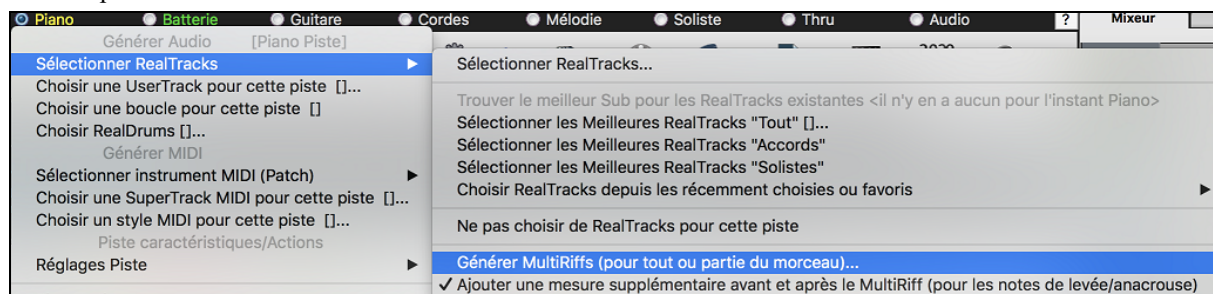 Piano Batterie Guitare Cordes Mélodie Soliste Thru Audio ? Mixeur
Générer Audio [Piano Piste]
Sélectionner RealTracks
Choisir une UserTrack pour cette piste []...
Choisir une boucle pour cette piste []
Choisir RealDrums []...
Générer MIDI
Sélectionner instrument MIDI (Patch)
Choisir une SuperTrack MIDI pour cette piste []...
Choisir un style MIDI pour cette piste []...
Piste caractéristiques/Actions
Réglages Piste
Sélectionner RealTracks...
Trouver le meilleur Sub pour les RealTracks existantes <il n'y en a aucun pour l'instant Piano>
Sélectionner les Meilleures RealTracks "Tout" []...
Sélectionner les Meilleures RealTracks "Accords"
Sélectionner les Meilleures RealTracks "Solistes"
Choisir RealTracks depuis les récemment choisies ou favoris
Ne pas choisir de RealTracks pour cette piste
Générer MultiRiffs (pour tout ou partie du morceau)...
✓ Ajouter une mesure supplémentaire avant et après le MultiRiff (pour les notes de levée/anacrouse)